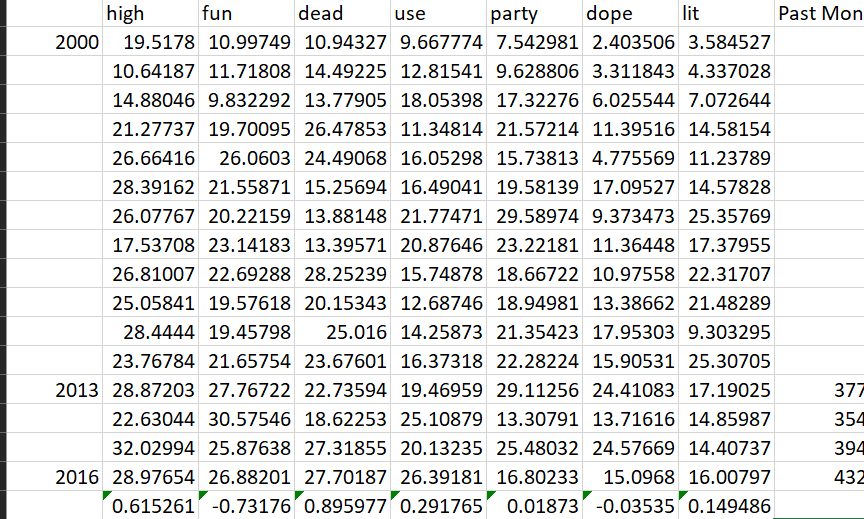 high fun dead use party dope lit Past Mon
2000 19.5178 10.99749 10.94327 9.667774 7.542981 2.403506 3.584527
10.64187 11.71808 14.49225 12.81541 9.628806 3.311843 4.337028
14.88046 9.832292 13.77905 18.05398 17.32276 6.025544 7.072644
21.27737 19.70095 26.47853 11.34814 21.57214 11.39516 14.58154
26.66416 26.0603 24.49068 16.05298 15.73813 4.775569 11.23789
28.39162 21.55871 15.25694 16.49041 19.58139 17.09527 14.57828
26.07767 20.22159 13.88148 21.77471 29.58974 9.373473 25.35769
17.53708 23.14183 13.39571 20.87646 23.22181 11.36448 17.37955
26.81007 22.69288 28.25239 15.74878 18.66722 10.97558 22.31707
25.05841 19.57618 20.15343 12.68746 18.94981 13.38662 21.48289
28.4444 19.45798 25.016 14.25873 21.35423 17.95303 9.303295
23.76784 21.65754 23.67601 16.37318 22.28224 15.90531 25.30705
2013 28.87203 27.76722 22.73594 19.46959 29.11256 24.41083 17.19025 377
22.63044 30.57546 18.62253 25.10879 13.30791 13.71616 14.85987 354
32.02994 25.87638 27.31855 20.13235 25.48032 24.57669 14.40737 394
2016 28.97654 26.88201 27.70187 26.39181 16.80233 15.0968 16.00797 432
0.615261 -0.73176 0.895977 0.291765 0.01873 -0.03535 0.149486